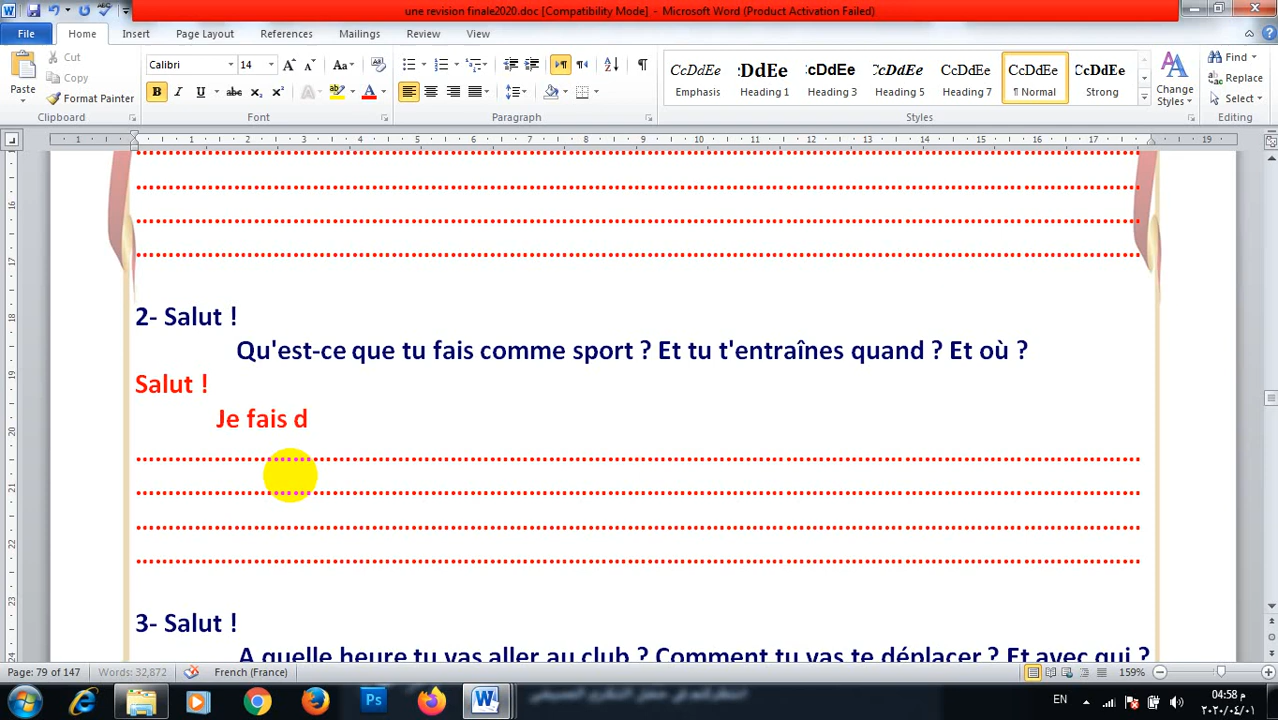 une revision finale2020.doc [Compatibility Mode] - Microsoft Word (Product Activation Failed)
File Home Insert Page Layout References Mailings Review View
Paste
Cut
Copy
Format Painter
Clipboard
Calibri 14
Font
Paragraph
CcDdEe Emphasis
:DdEe Heading 1
:cDdEe Heading 3
CcDdEe Heading 5
CcDdEe Heading 7
CcDdEe ¶ Normal
CcDdEe Strong
Styles
Change Styles
Find
Replace
Select
Editing
2- Salut !
Qu'est-ce que tu fais comme sport ? Et tu t'entraînes quand ? Et où ?
Salut !
Je fais d
3- Salut !
A quelle heure tu vas aller au club ? Comment tu vas te déplacer ? Et avec qui ?
Page: 79 of 147 Words: 32,872 French (France) 159%
EN
04:58 م
٢٠٢٠/٠٤/٠١